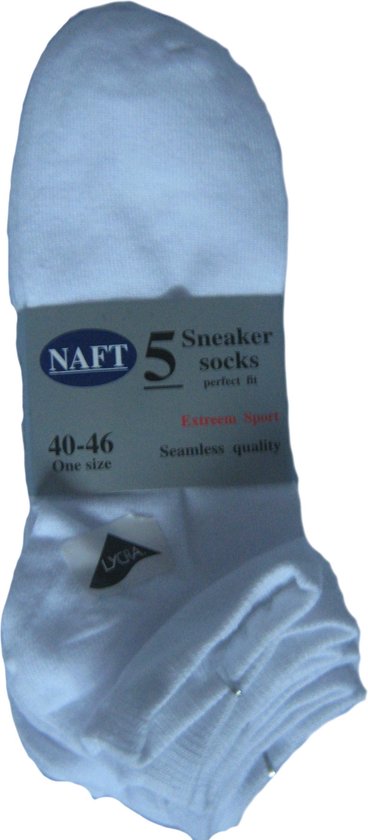 NAFT
5
Sneaker
socks
perfect fit
Extreem Sport
40-46
One size
Seamless quality
LYCRA